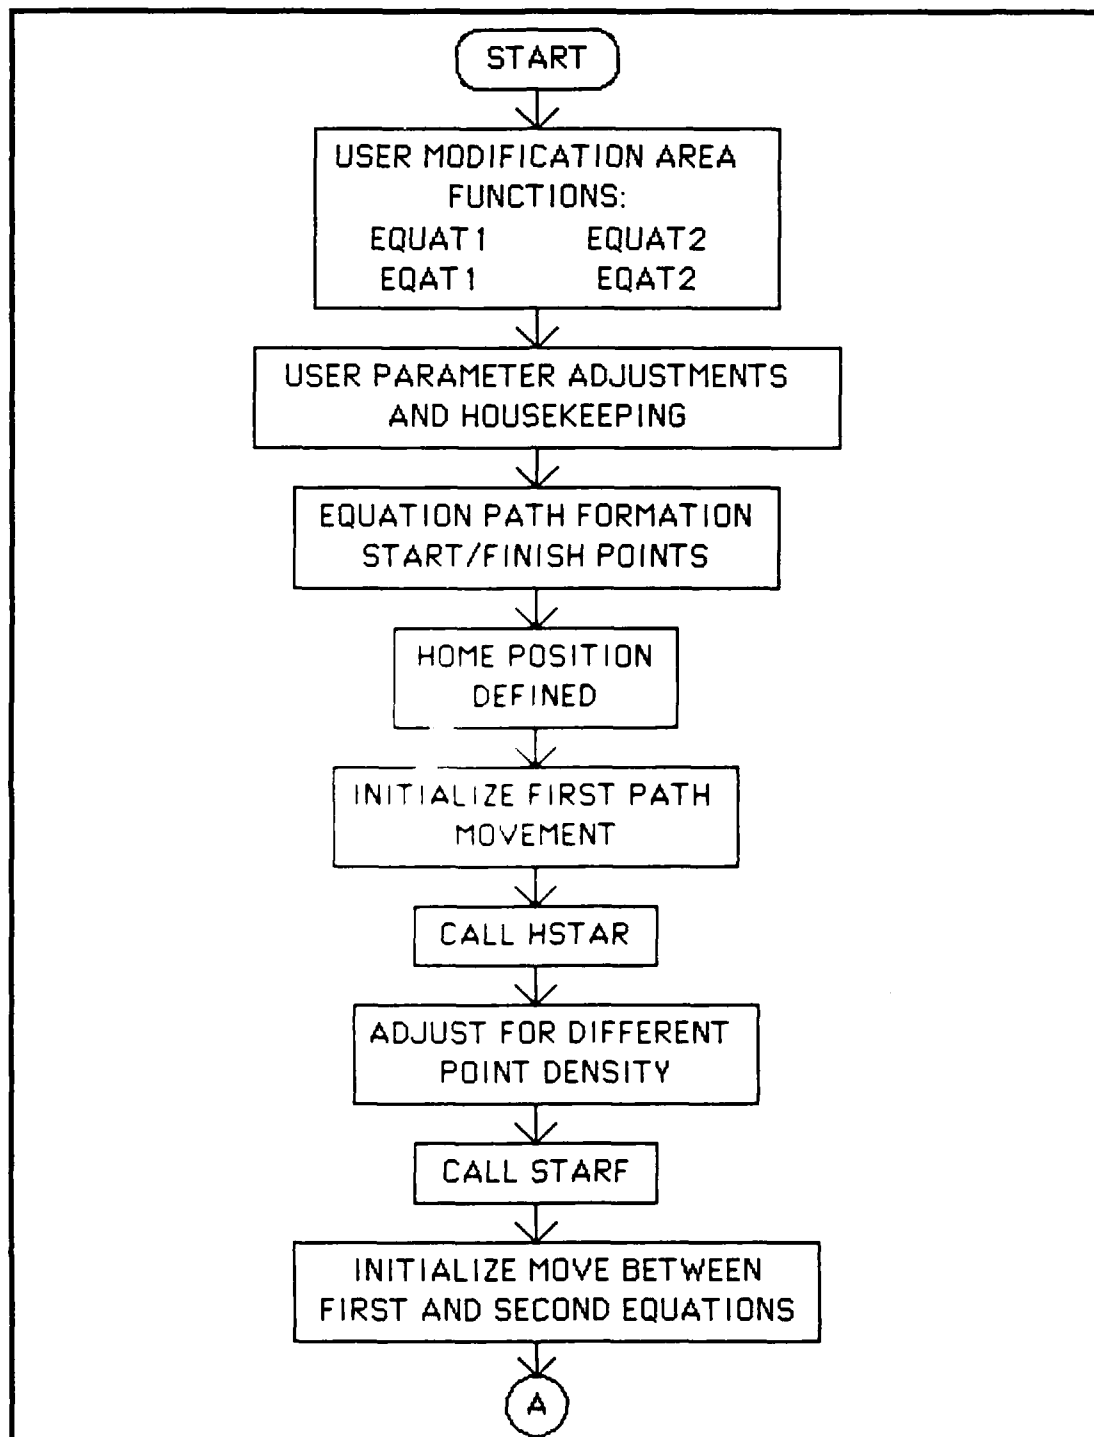 START
USER MODIFICATION AREA
FUNCTIONS:
EQUAT1 EQUAT2
EQAT1 EQAT2
USER PARAMETER ADJUSTMENTS
AND HOUSEKEEPING
EQUATION PATH FORMATION
START/FINISH POINTS
HOME POSITION
DEFINED
INITIALIZE FIRST PATH
MOVEMENT
CALL HSTAR
ADJUST FOR DIFFERENT
POINT DENSITY
CALL STARF
INITIALIZE MOVE BETWEEN
FIRST AND SECOND EQUATIONS
A